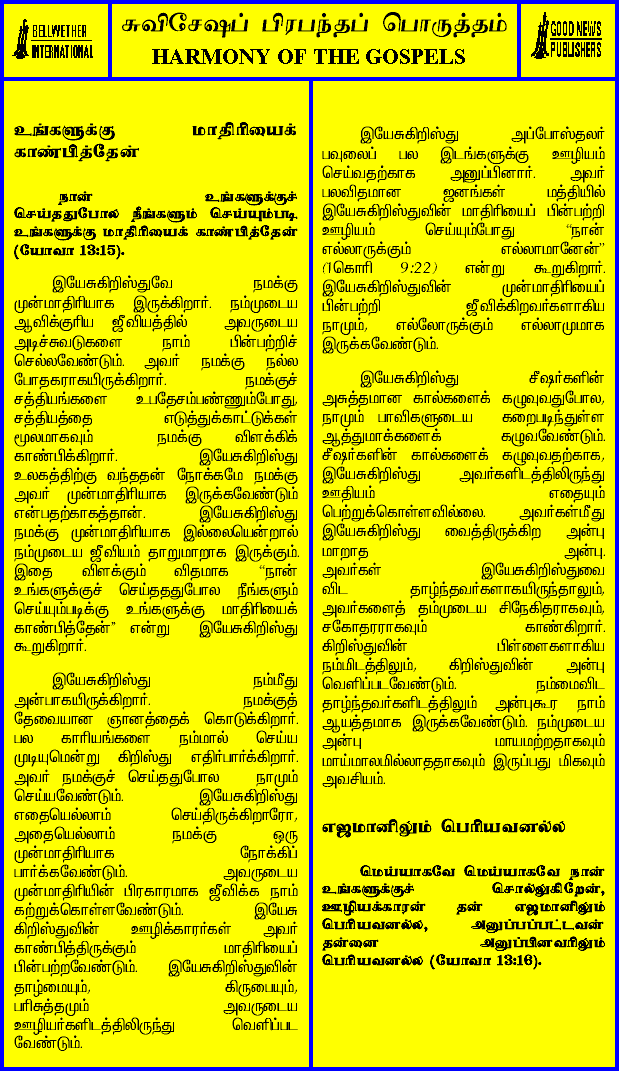 BELLWETHER
INTERNATIONAL
சுவிசேஷப் பிரபந்தப் பொருத்தம்
HARMONY OF THE GOSPELS
GOOD NEWS
PUBLISHERS
உங்களுக்கு மாதிரியைக்
காண்பித்தேன்
நான் உங்களுக்குச்
செய்ததுபோல நீங்களும் செய்யும்படி,
உங்களுக்கு மாதிரியைக் காண்பித்தேன்
(யோவா 13:15).
இயேசுகிறிஸ்துவே நமக்கு
முன்மாதிரியாக இருக்கிறார். நம்முடைய
ஆவிக்குரிய ஜீவியத்தில் அவருடைய
அடிச்சுவடுகளை நாம் பின்பற்றிச்
செல்லவேண்டும். அவர் நமக்கு நல்ல
போதகராகயிருக்கிறார். நமக்குச்
சத்தியங்களை உபதேசம்பண்ணும்போது,
சத்தியத்தை எடுத்துக்காட்டுக்கள்
மூலமாகவும் நமக்கு விளக்கிக்
காண்பிக்கிறார். இயேசுகிறிஸ்து
உலகத்திற்கு வந்ததன் நோக்கமே நமக்கு
அவர் முன்மாதிரியாக இருக்கவேண்டும்
என்பதற்காகத்தான். இயேசுகிறிஸ்து
நமக்கு முன்மாதிரியாக இல்லையென்றால்
நம்முடைய ஜீவியம் தாறுமாறாக இருக்கும்.
இதை விளக்கும் விதமாக “நான்
உங்களுக்குச் செய்தததுபோல நீங்களும்
செய்யும்படிக்கு உங்களுக்கு மாதிரியைக்
காண்பித்தேன்” என்று இயேசுகிறிஸ்து
கூறுகிறார்.
இயேசுகிறிஸ்து நம்மீது
அன்பாகயிருக்கிறார். நமக்குத்
தேவையான ஞானத்தைக் கொடுக்கிறார்.
பல காரியங்களை நம்மால் செய்ய
முடியுமென்று கிறிஸ்து எதிர்பார்க்கிறார்.
அவர் நமக்குச் செய்ததுபோல நாமும்
செய்யவேண்டும். இயேசுகிறிஸ்து
எதையெல்லாம் செய்திருக்கிறாரோ,
அதையெல்லாம் நமக்கு ஒரு
முன்மாதிரியாக நோக்கிப்
பார்க்கவேண்டும். அவருடைய
முன்மாதிரியின் பிரகாரமாக ஜீவிக்க நாம்
கற்றுக்கொள்ளவேண்டும். இயேசு
கிறிஸ்துவின் ஊழிக்காரர்கள் அவர்
காண்பித்திருக்கும் மாதிரியைப்
பின்பற்றவேண்டும். இயேசுகிறிஸ்துவின்
தாழ்மையும், கிருபையும்,
பரிசுத்தமும் அவருடைய
ஊழியர்களிடத்திலிருந்து வெளிப்பட
வேண்டும்.
இயேசுகிறிஸ்து அப்போஸ்தலர்
பவுலைப் பல இடங்களுக்கு ஊழியம்
செய்வதற்காக அனுப்பினார். அவர்
பலவிதமான ஜனங்கள் மத்தியில்
இயேசுகிறிஸ்துவின் மாதிரியைப் பின்பற்றி
ஊழியம் செய்யும்போது “நான்
எல்லாருக்கும் எல்லாமானேன்”
(1கொரி 9:22) என்று கூறுகிறார்.
இயேசுகிறிஸ்துவின் முன்மாதிரியைப்
பின்பற்றி ஜீவிக்கிறவர்களாகிய
நாமும், எல்லோருக்கும் எல்லாமுமாக
இருக்கவேண்டும்.
இயேசுகிறிஸ்து சீஷர்களின்
அசுத்தமான கால்களைக் கழுவுவதுபோல,
நாமும் பாவிகளுடைய கறைபடிந்துள்ள
ஆத்துமாக்களைக் கழுவவேண்டும்.
சீஷர்களின் கால்களைக் கழுவுவதற்காக,
இயேசுகிறிஸ்து அவர்களிடத்திலிருந்து
ஊதியம் எதையும்
பெற்றுக்கொள்ளவில்லை. அவர்கள்மீது
இயேசுகிறிஸ்து வைத்திருக்கிற அன்பு
மாறாத அன்பு.
அவர்கள் இயேசுகிறிஸ்துவை
விட தாழ்ந்தவர்களாகயிருந்தாலும்,
அவர்களைத் தம்முடைய சிநேகிதராகவும்,
சகோதரராகவும் காண்கிறார்.
கிறிஸ்துவின் பிள்ளைகளாகிய
நம்மிடத்திலும், கிறிஸ்துவின் அன்பு
வெளிப்படவேண்டும். நம்மைவிட
தாழ்ந்தவர்களிடத்திலும் அன்புகூர நாம்
ஆயத்தமாக இருக்கவேண்டும். நம்முடைய
அன்பு மாயமற்றதாகவும்
மாய்மாலமில்லாததாகவும் இருப்பது மிகவும்
அவசியம்.
எஜமானிலும் பெரியவனல்ல
மெய்யாகவே மெய்யாகவே நான்
உங்களுக்குச் சொல்லுகிறேன்,
ஊழியக்காரன் தன் எஜமானிலும்
பெரியவனல்ல, அனுப்பப்பட்டவன்
தன்னை அனுப்பினவரிலும்
பெரியவனல்ல (யோவா 13:16).